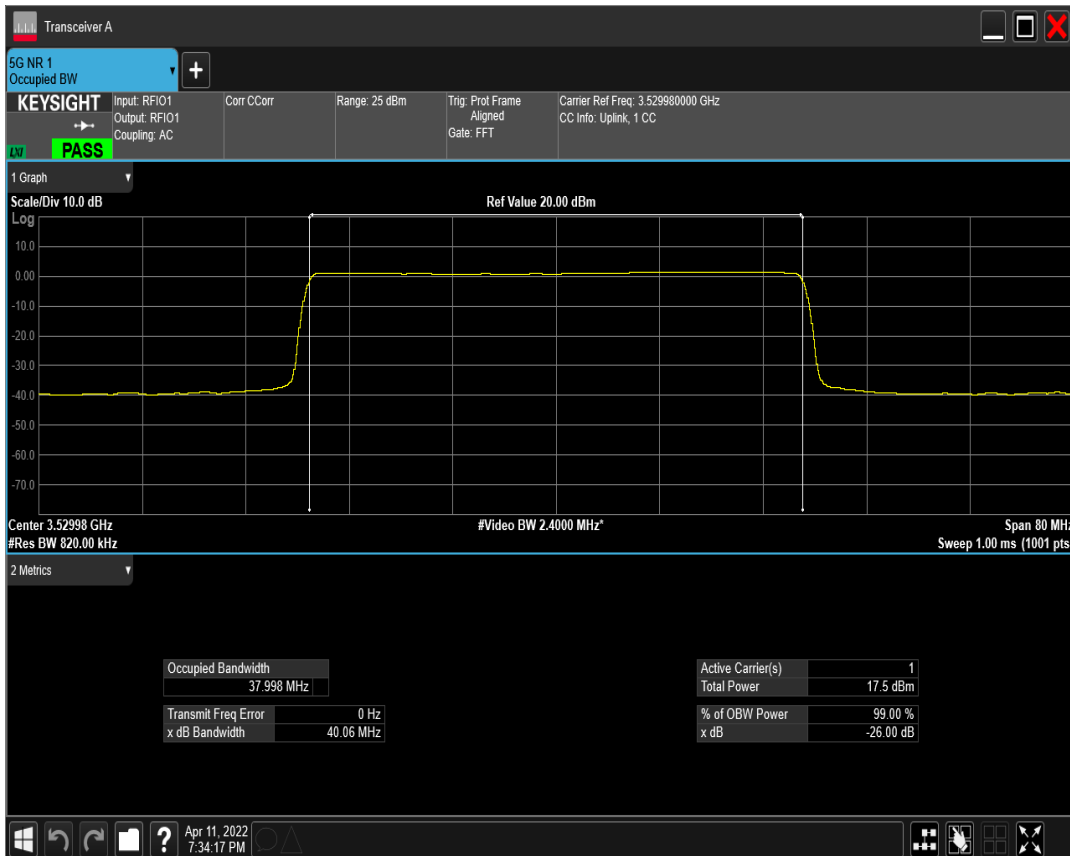 Transceiver A
5G NR 1
Occupied BW
KEYSIGHT
LXI
PASS
Input: RFIO1
Output: RFIO1
Coupling: AC
Corr CCorr
Range: 25 dBm
Trig: Prot Frame
Aligned
Gate: FFT
Carrier Ref Freq: 3.529980000 GHz
CC Info: Uplink, 1 CC
1 Graph
Scale/Div 10.0 dB
Ref Value 20.00 dBm
Log
10.0
0.00
-10.0
-20.0
-30.0
-40.0
-50.0
-60.0
-70.0
Center 3.52998 GHz
#Video BW 2.4000 MHz*
Span 80 MHz
#Res BW 820.00 kHz
Sweep 1.00 ms (1001 pts
2 Metrics
Occupied Bandwidth
37.998 MHz
Transmit Freq Error 0 Hz
x dB Bandwidth 40.06 MHz
Active Carrier(s) 1
Total Power 17.5 dBm
% of OBW Power 99.00 %
x dB -26.00 dB
Apr 11, 2022
7:34:17 PM